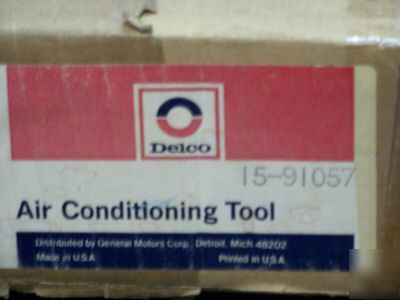 Delco
15-91057
Air Conditioning Tool
Distributed by General Motors Corp., Detroit, Mich. 48202
Made in U.S.A. Printed in U.S.A.